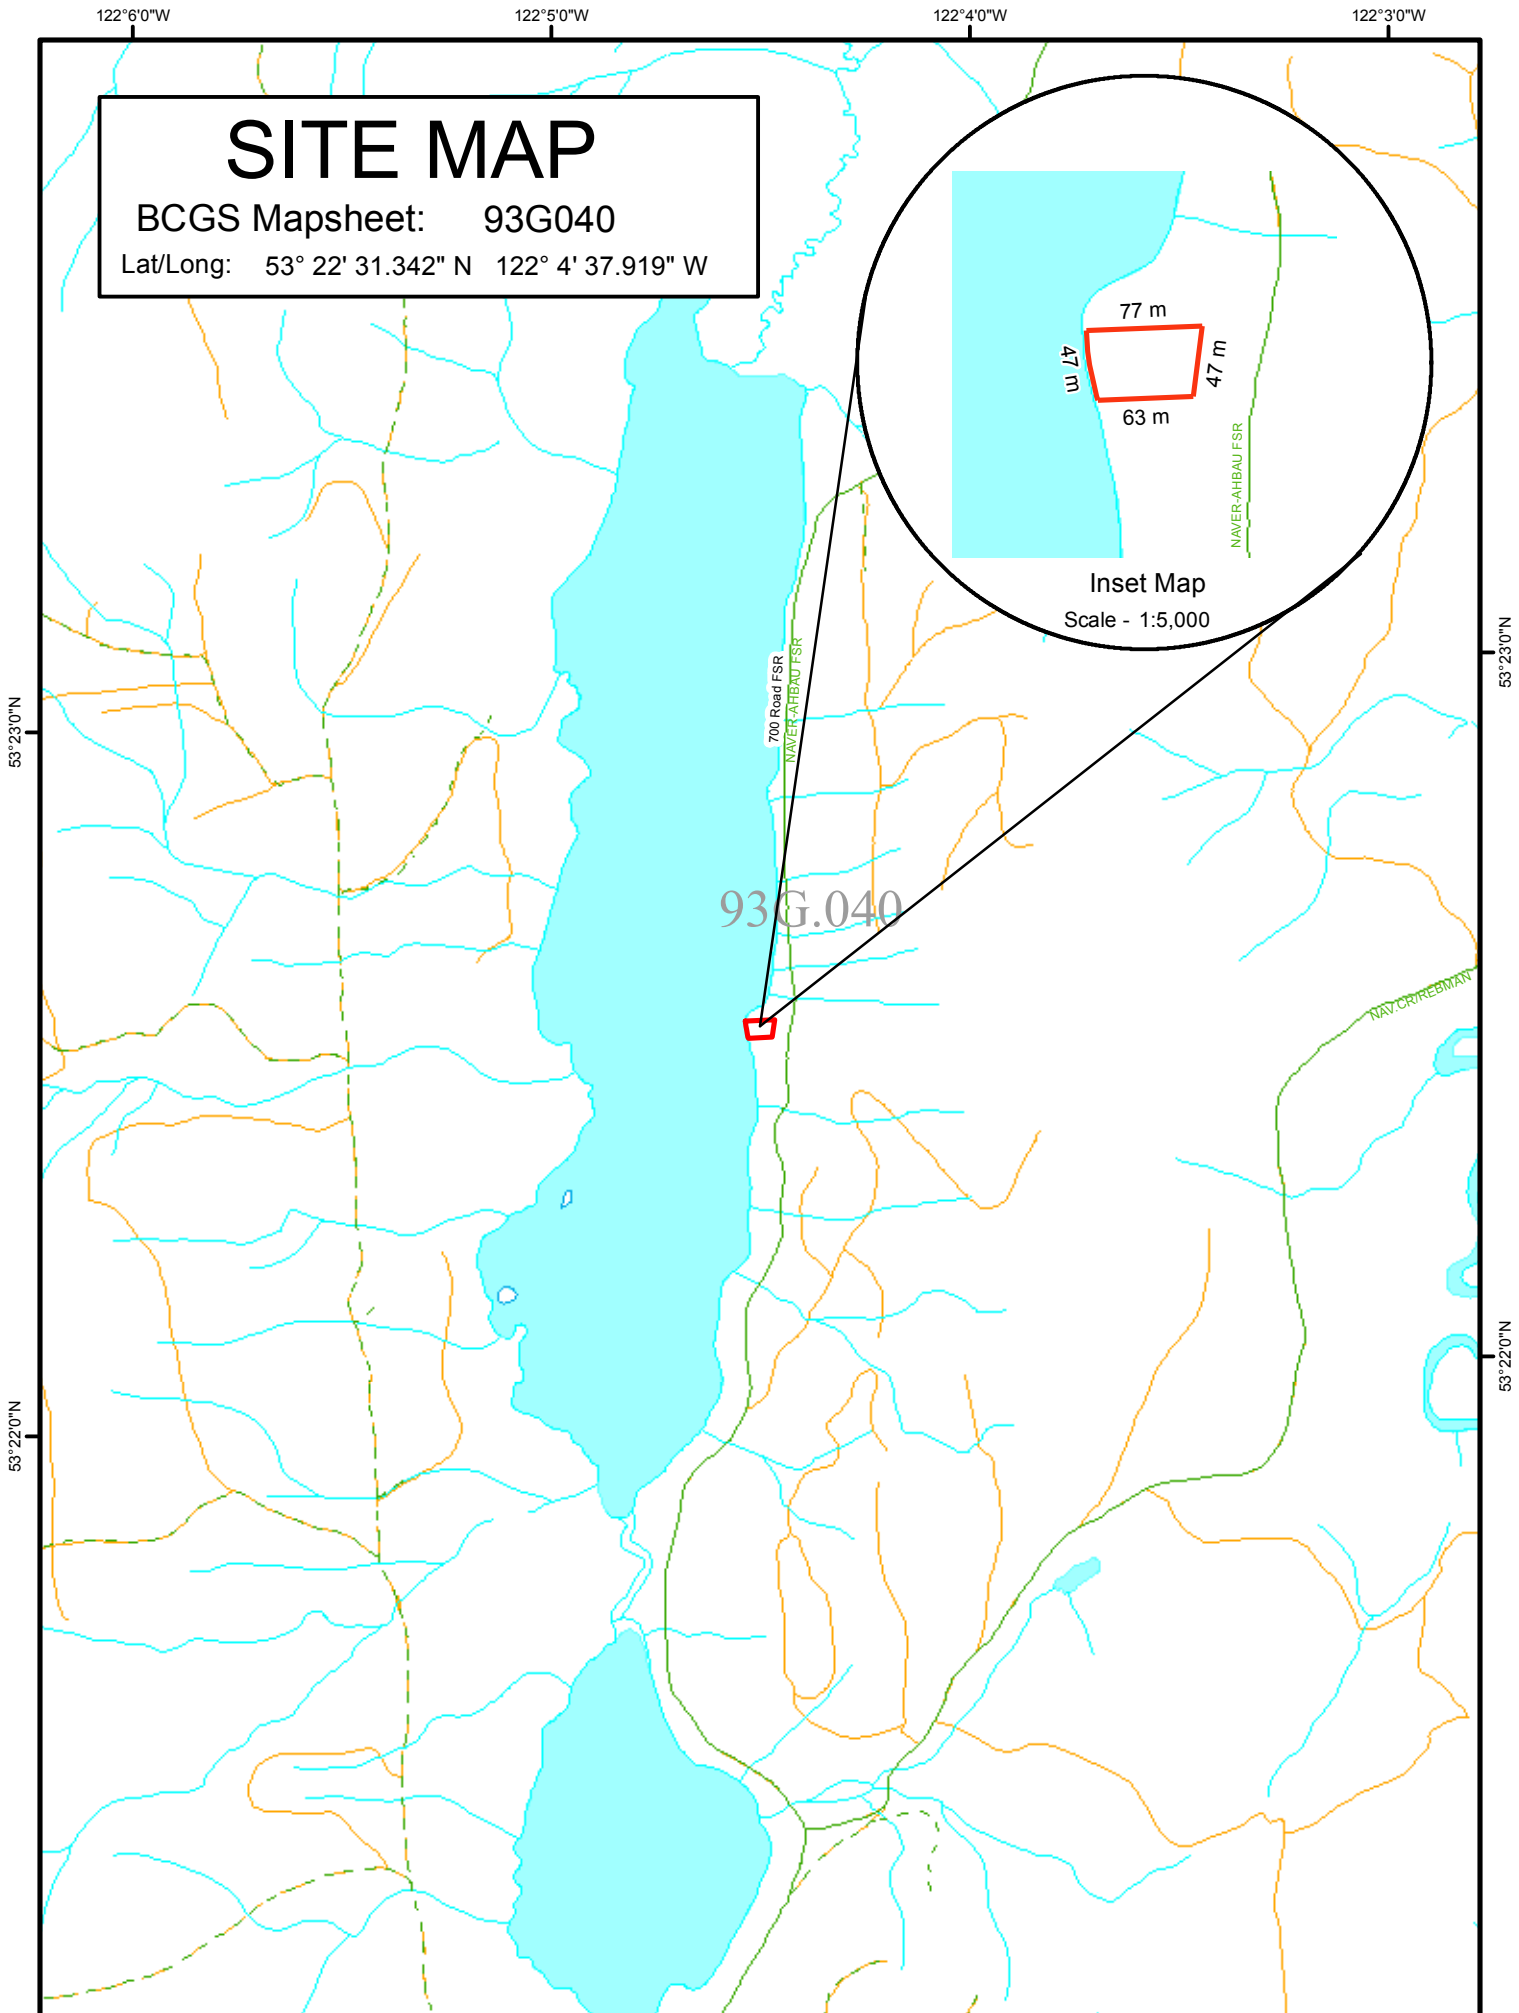 122°6'0"W 122°5'0"W 122°4'0"W 122°3'0"W
SITE MAP
BCGS Mapsheet: 93G040
Lat/Long: 53° 22' 31.342" N 122° 4' 37.919" W
77 m
47 m
47 m
63 m
NAVER-AHBAU FSR
Inset Map
Scale - 1:5,000
53°23'0"N
53°23'0"N
700 Road FSR
NAVER-AHBAU FSR
93G.040
NAV.CR/REBMAN
53°22'0"N
53°22'0"N